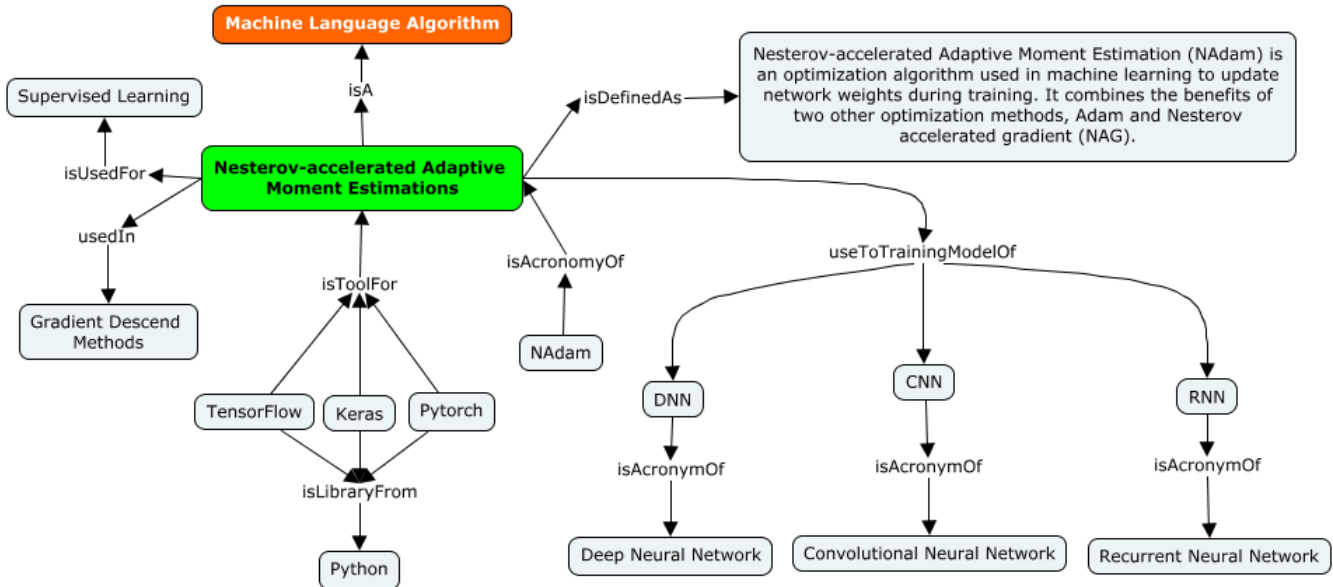 Machine Language Algorithm
Nesterov-accelerated Adaptive Moment Estimation (NAdam) is
an optimization algorithm used in machine learning to update
network weights during training. It combines the benefits of
two other optimization methods, Adam and Nesterov
accelerated gradient (NAG).
isA
isDefinedAs
Supervised Learning
isUsedFor
Nesterov-accelerated Adaptive
Moment Estimations
usedIn
isAcronomyOf
useToTrainingModelOf
isToolFor
Gradient Descend
Methods
NAdam
TensorFlow
Keras
Pytorch
DNN
CNN
RNN
isLibraryFrom
isAcronymOf
isAcronymOf
isAcronymOf
Python
Deep Neural Network
Convolutional Neural Network
Recurrent Neural Network